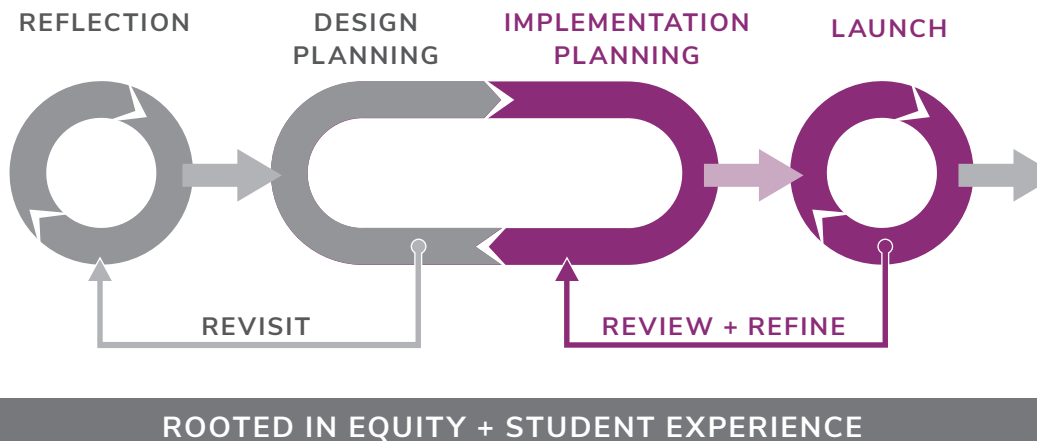 REFLECTION
DESIGN
PLANNING
IMPLEMENTATION
PLANNING
LAUNCH
REVISIT
REVIEW + REFINE
ROOTED IN EQUITY + STUDENT EXPERIENCE